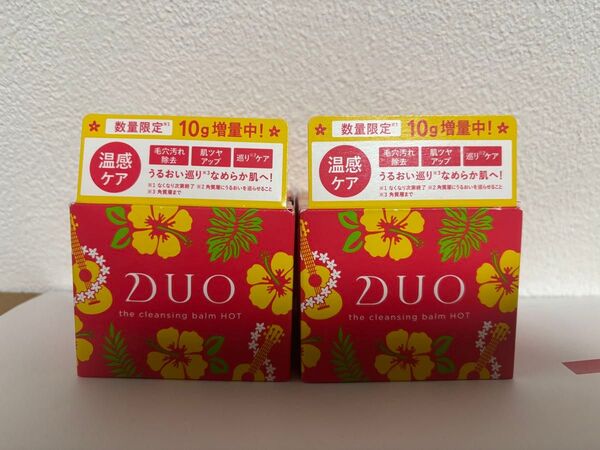 数量限定※1 10g増量中!
温感ケア
毛穴汚れ除去 肌ツヤアップ 巡り※2ケア
うるおい巡り※3なめらか肌へ!
※1 なくなり次第終了 ※2 角質層にうるおいを巡らせること
※3 角質層まで
DUO
the cleansing balm HOT
数量限定※1 10g増量中!
温感ケア
毛穴汚れ除去 肌ツヤアップ 巡り※2ケア
うるおい巡り※3なめらか肌へ!
※1 なくなり次第終了 ※2 角質層にうるおいを巡らせること
※3 角質層まで
DUO
the cleansing balm HOT